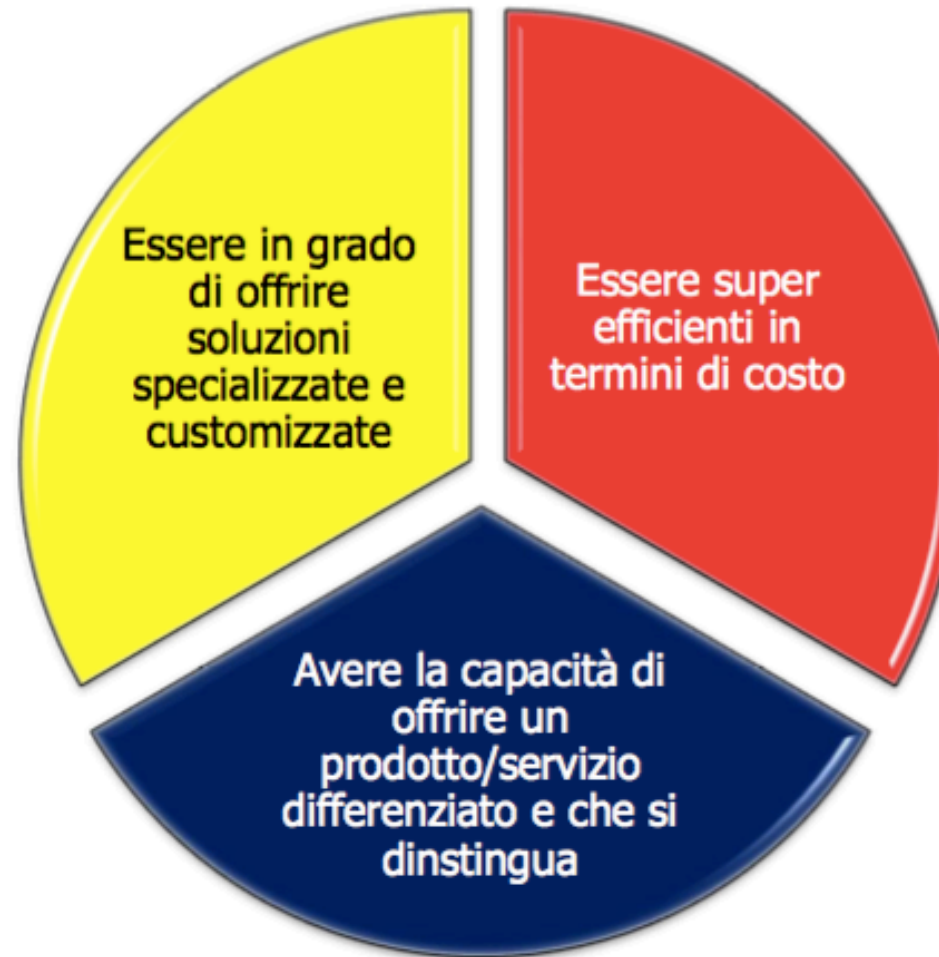 Essere in grado
di offrire
soluzioni
specializzate e
customizzate
Essere super
efficienti in
termini di costo
Avere la capacità di
offrire un
prodotto/servizio
differenziato e che si
dinstingua